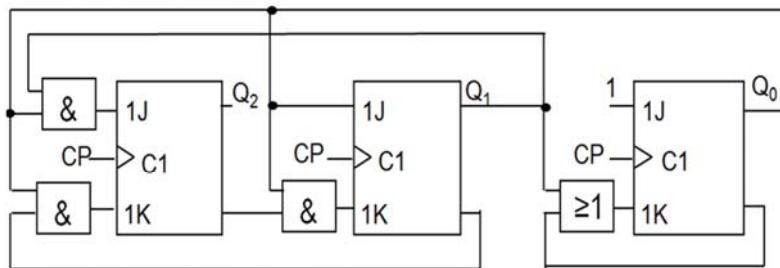 & 1J Q₂ CP C1 & 1K
1J Q₁ CP C1 & 1K
1 1J Q₀ CP C1 ≥1 1K